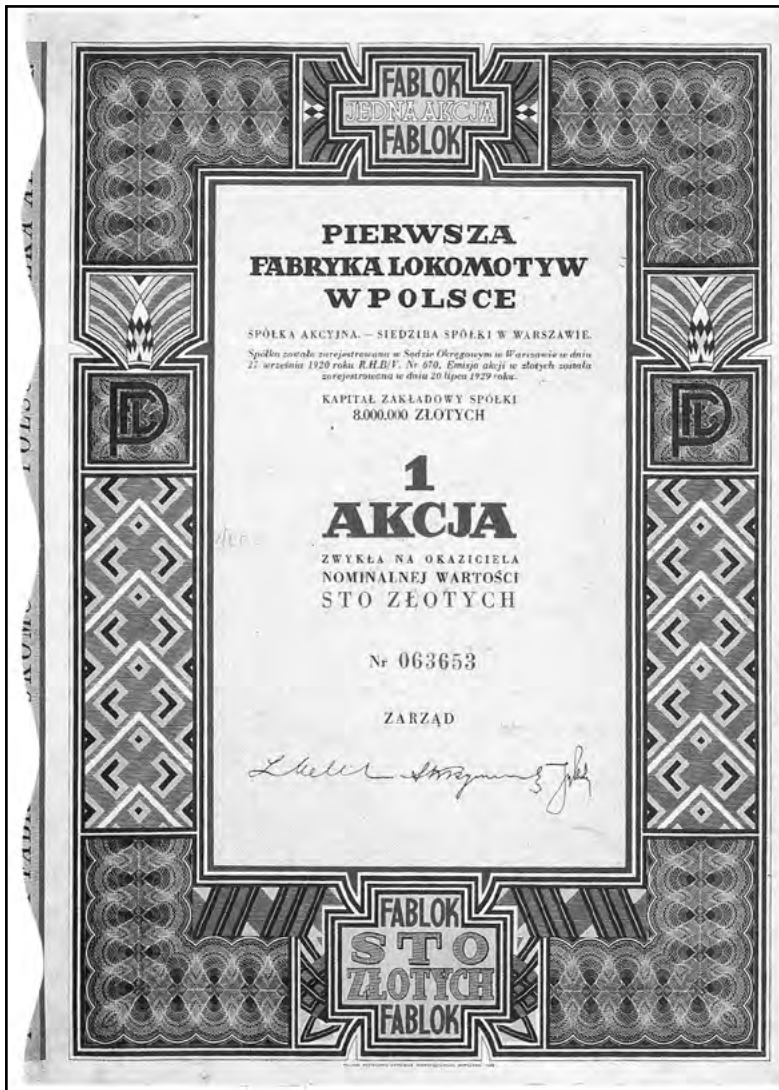 FABLOK
JEDNA AKCJA
FABLOK
PIERWSZA
FABRYKA LOKOMOTYW
W POLSCE
SPÓŁKA AKCYJNA. — SIEDZIBA SPÓŁKI W WARSZAWIE.
Spółka została zarejestrowana w Sądzie Okręgowym w Warszawie w dniu
27 września 1920 roku R.H.B/V. Nr 670. Emisja akcji w złotych została
zarejestrowana w dniu 20 lipca 1929 roku.
KAPITAŁ ZAKŁADOWY SPÓŁKI
8.000.000 ZŁOTYCH
1
AKCJA
ZWYKŁA NA OKAZICIELA
NOMINALNEJ WARTOŚCI
STO ZŁOTYCH
Nr 063653
ZARZĄD
FABLOK
STO
ZŁOTYCH
FABLOK